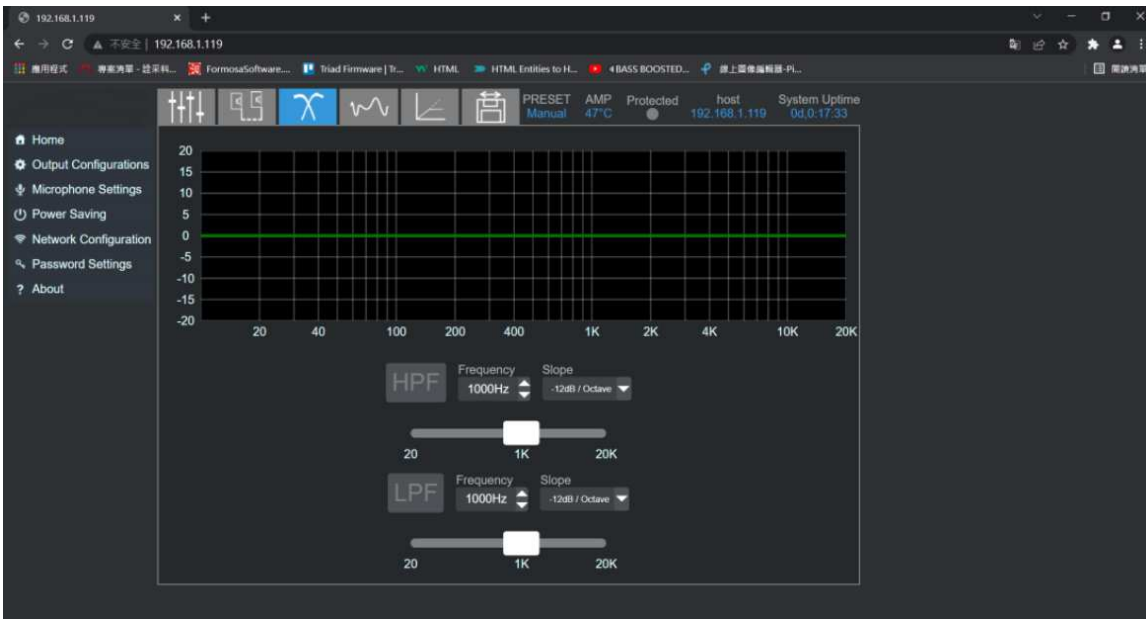 192.168.1.119
不安全 | 192.168.1.119
應用程式
FormosaSoftware....
Triad Firmware | Tr...
HTML
HTML Entities to H...
BASS BOOSTED...
PRESET AMP Protected host System Uptime
Manual 47°C 192.168.1.119 0d,0:17:33
Home
Output Configurations
Microphone Settings
Power Saving
Network Configuration
Password Settings
About
20
15
10
5
0
-5
-10
-15
-20
20 40 100 200 400 1K 2K 4K 10K 20K
HPF
Frequency Slope
1000Hz -12dB / Octave
20 1K 20K
LPF
Frequency Slope
1000Hz -12dB / Octave
20 1K 20K